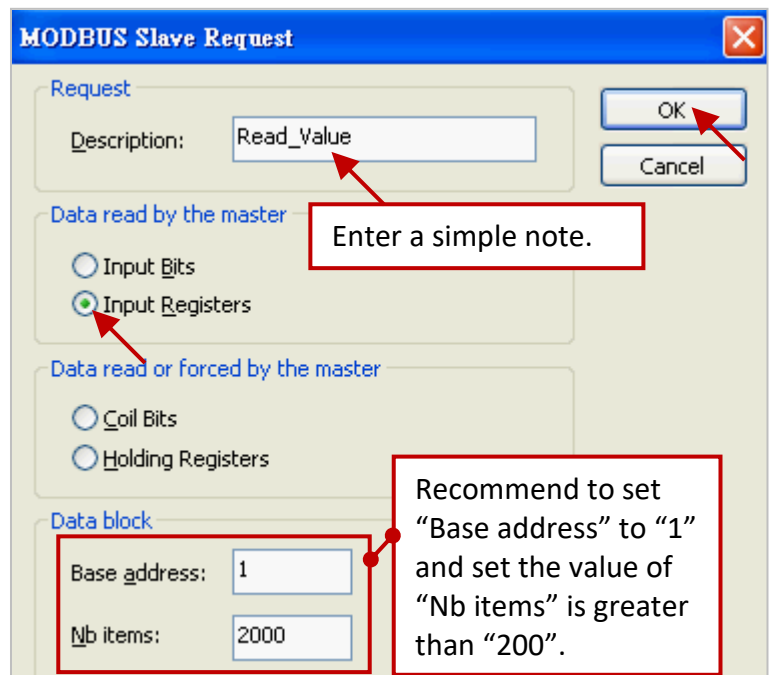 MODBUS Slave Request
Request
Description:
Read_Value
OK
Cancel
Data read by the master
Enter a simple note.
Input Bits
Input Registers
Data read or forced by the master
Coil Bits
Holding Registers
Recommend to set
“Base address” to “1”
and set the value of
“Nb items” is greater
than “200”.
Data block
Base address:
1
Nb items:
2000